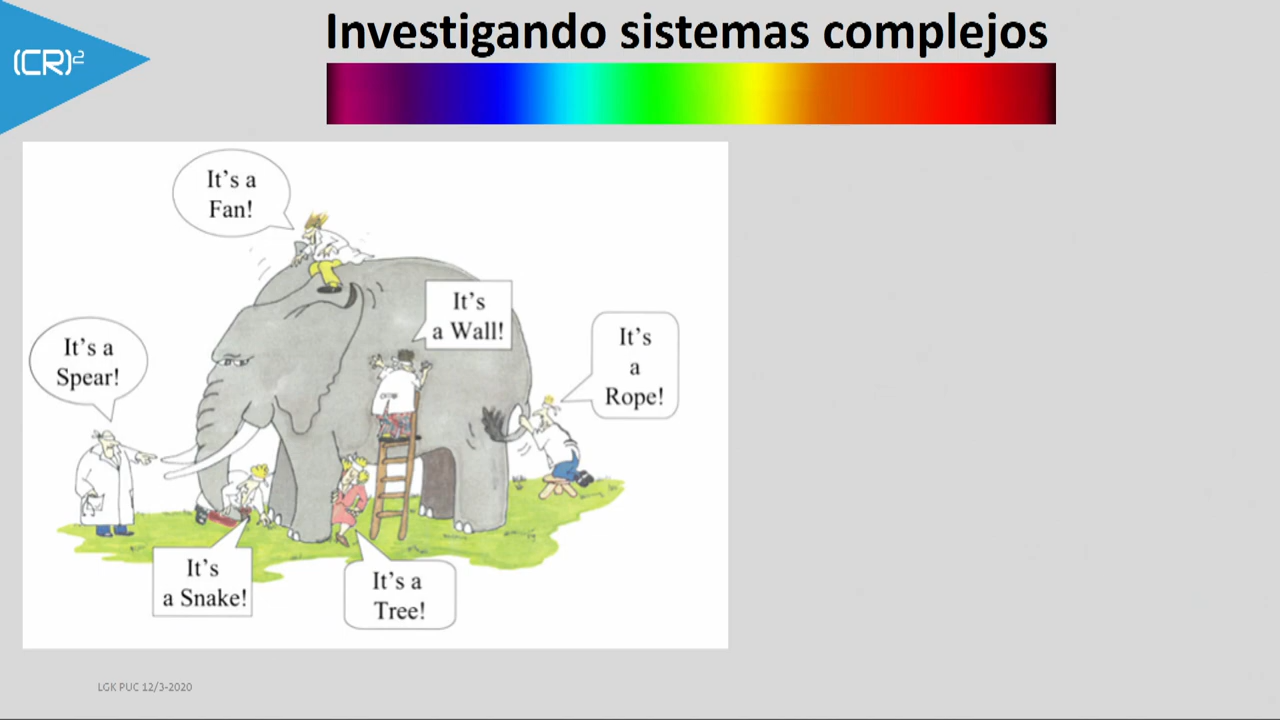 (CR)²
Investigando sistemas complejos
It's a
Fan!
It's
a Wall!
It's
a
Rope!
It's a
Spear!
It's
a Snake!
It's a
Tree!
LGK PUC 12/3-2020